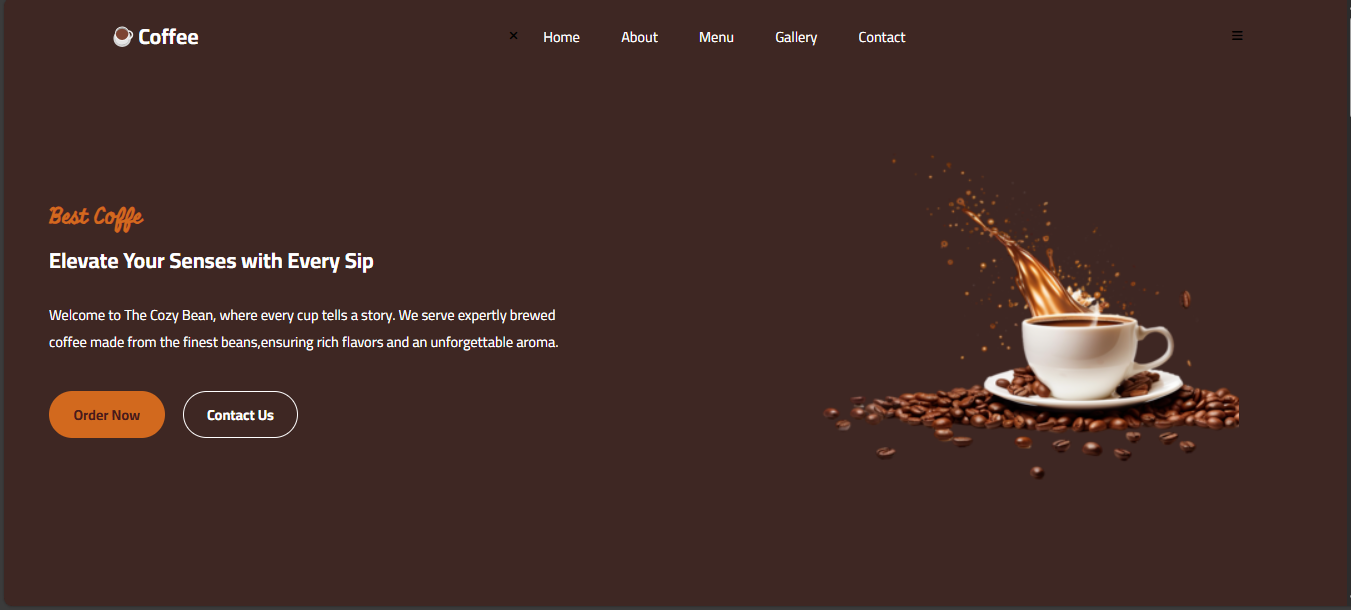 Coffee
Home About Menu Gallery Contact
Best Coffe
Elevate Your Senses with Every Sip
Welcome to The Cozy Bean, where every cup tells a story. We serve expertly brewed
coffee made from the finest beans,ensuring rich flavors and an unforgettable aroma.
Order Now Contact Us